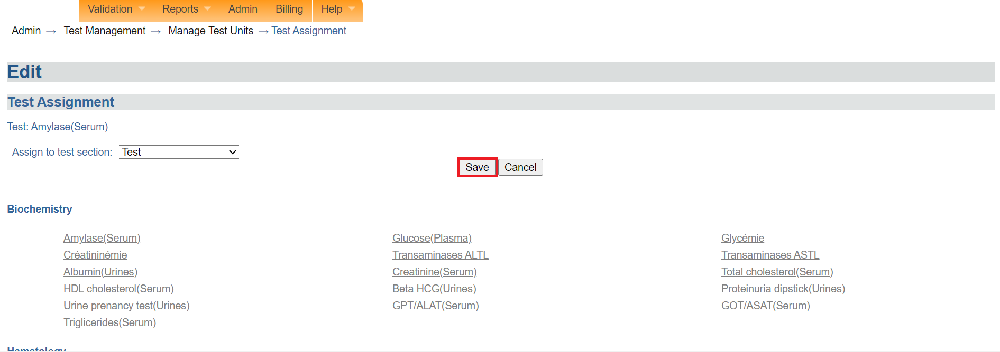 Validation Reports Admin Billing Help
Admin → Test Management → Manage Test Units → Test Assignment
Edit
Test Assignment
Test: Amylase(Serum)
Assign to test section: Test
Save Cancel
Biochemistry
Amylase(Serum) Glucose(Plasma) Glycémie
Créatininémie Transaminases ALTL Transaminases ASTL
Albumin(Urines) Creatinine(Serum) Total cholesterol(Serum)
HDL cholesterol(Serum) Beta HCG(Urines) Proteinuria dipstick(Urines)
Urine prenancy test(Urines) GPT/ALAT(Serum) GOT/ASAT(Serum)
Triglicerides(Serum)
Hematology